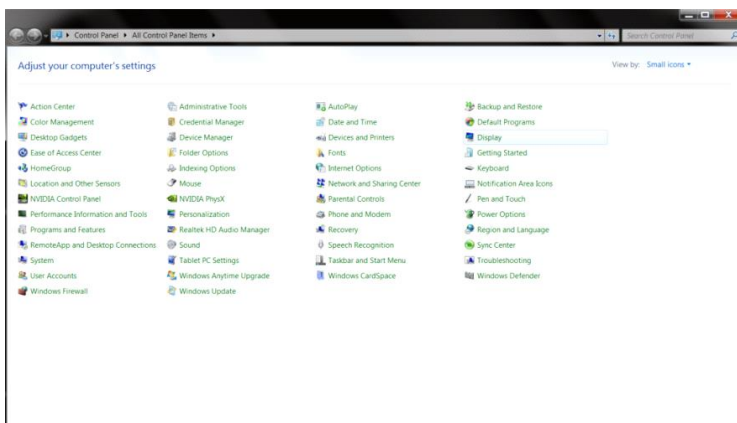 Control Panel All Control Panel Items Search Control Panel
Adjust your computer's settings View by: Small icons
Action Center Administrative Tools AutoPlay Backup and Restore
Color Management Credential Manager Date and Time Default Programs
Desktop Gadgets Device Manager Devices and Printers Display
Ease of Access Center Folder Options Fonts Getting Started
HomeGroup Indexing Options Internet Options Keyboard
Location and Other Sensors Mouse Network and Sharing Center Notification Area Icons
NVIDIA Control Panel NVIDIA PhysX Parental Controls Pen and Touch
Performance Information and Tools Personalization Phone and Modem Power Options
Programs and Features Realtek HD Audio Manager Recovery Region and Language
RemoteApp and Desktop Connections Sound Speech Recognition Sync Center
System Tablet PC Settings Taskbar and Start Menu Troubleshooting
User Accounts Windows Anytime Upgrade Windows CardSpace Windows Defender
Windows Firewall Windows Update